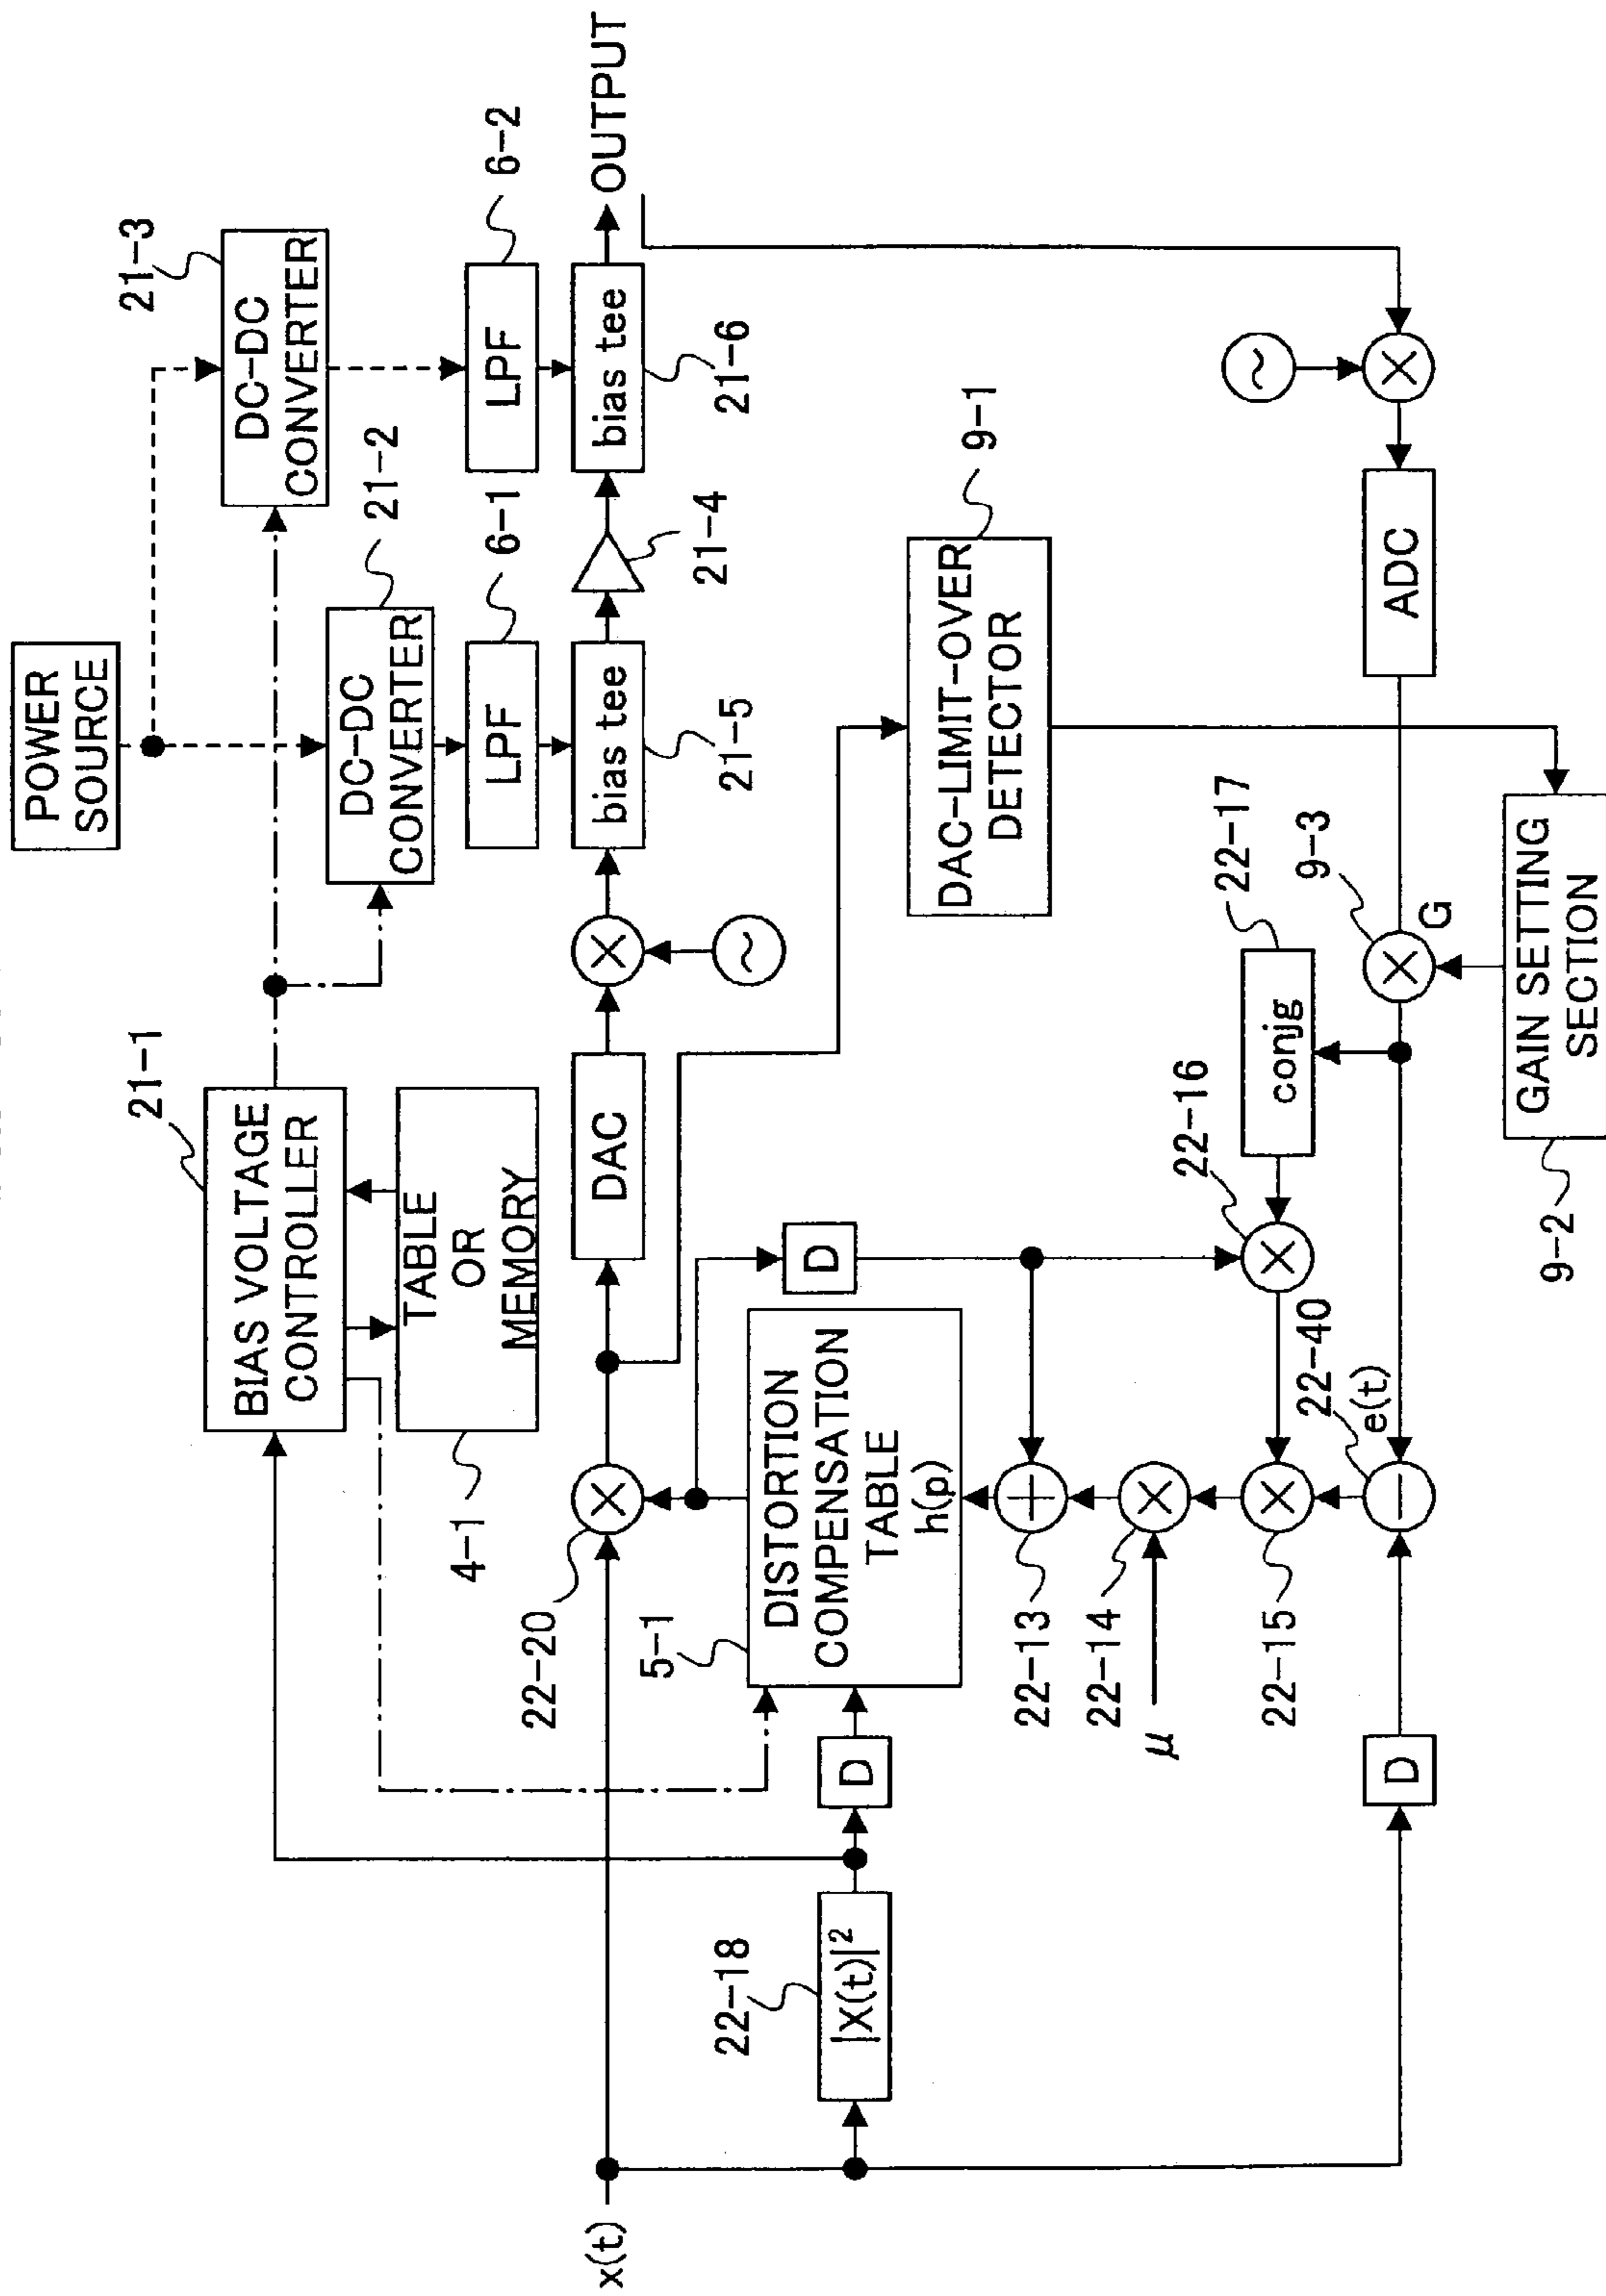 POWER
SOURCE
21-3
DC-DC
CONVERTER
21-1
BIAS VOLTAGE
CONTROLLER
DC-DC
CONVERTER
21-2
TABLE
OR
MEMORY
4-1
LPF
6-1
LPF
6-2
x(t)
22-20
DAC
bias tee
21-5
21-4
bias tee
21-6
OUTPUT
22-18
|X(t)|²
D
5-1
DISTORTION
COMPENSATION
TABLE
h(p)
D
DAC-LIMIT-OVER
DETECTOR
9-1
22-13
22-14
μ
22-15
22-16
conjg
22-17
22-40
e(t)
D
9-3
G
ADC
GAIN SETTING
SECTION
9-2